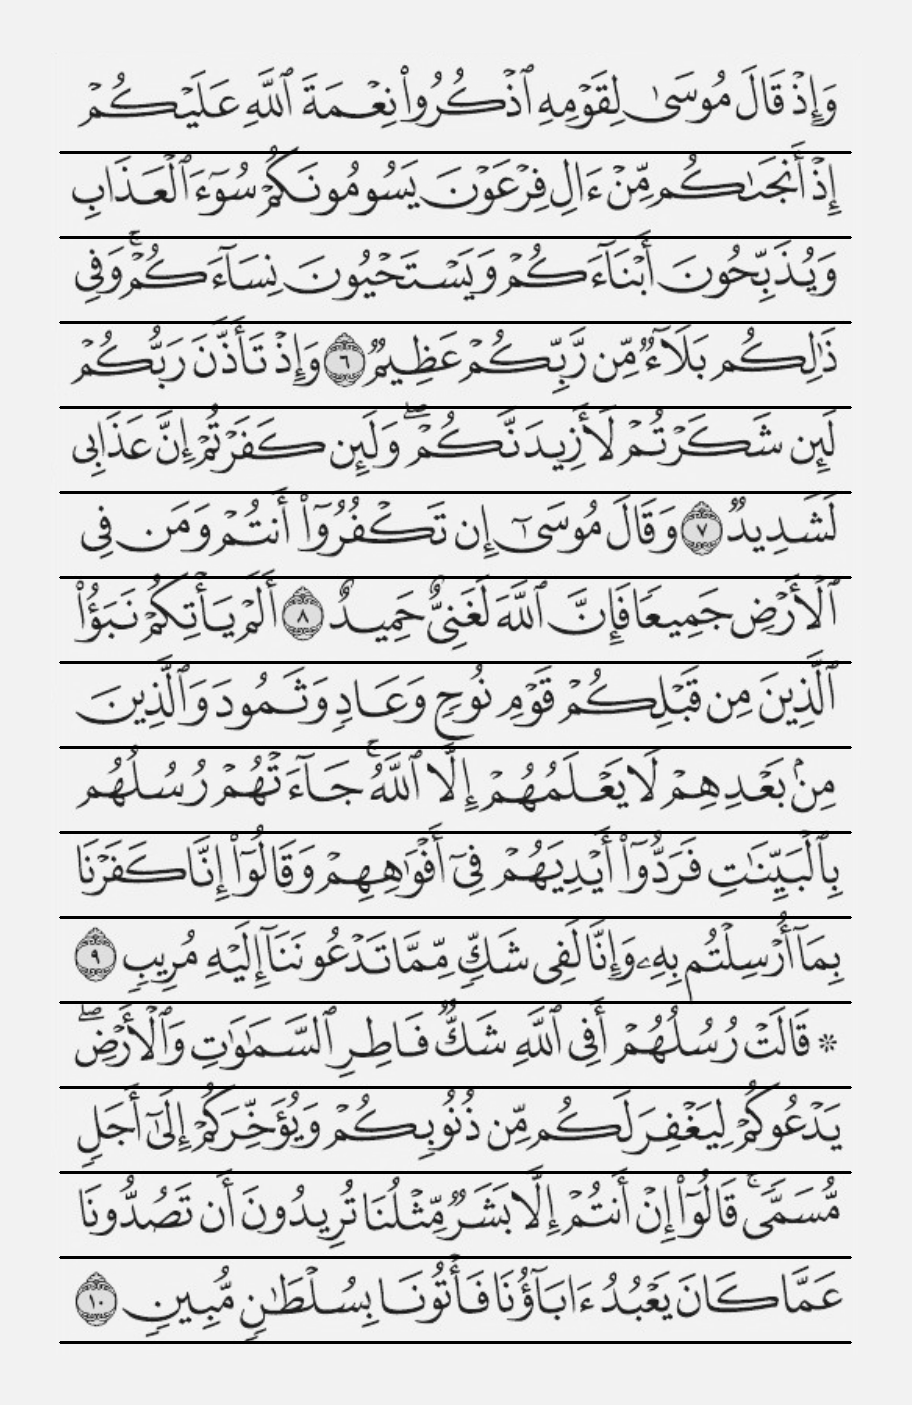 وَإِذْ قَالَ مُوسَىٰ لِقَوْمِهِ ٱذْكُرُوا۟ نِعْمَةَ ٱللَّهِ عَلَيْكُمْ
إِذْ أَنجَىٰكُم مِّنْ ءَالِ فِرْعَوْنَ يَسُومُونَكُمْ سُوٓءَ ٱلْعَذَابِ
وَيُذَبِّحُونَ أَبْنَآءَكُمْ وَيَسْتَحْيُونَ نِسَآءَكُمْ ۚ وَفِى
ذَٰلِكُم بَلَآءٌ مِّن رَّبِّكُمْ عَظِيمٌ ٦ وَإِذْ تَأَذَّنَ رَبُّكُمْ
لَئِن شَكَرْتُمْ لَأَزِيدَنَّكُمْ ۖ وَلَئِن كَفَرْتُمْ إِنَّ عَذَابِى
لَشَدِيدٌ ٧ وَقَالَ مُوسَىٰٓ إِن تَكْفُرُوٓا۟ أَنتُمْ وَمَن فِى
ٱلْأَرْضِ جَمِيعًا فَإِنَّ ٱللَّهَ لَغَنِىٌّ حَمِيدٌ ٨ أَلَمْ يَأْتِكُمْ نَبَؤُا۟
ٱلَّذِينَ مِن قَبْلِكُمْ قَوْمِ نُوحٍ وَعَادٍ وَثَمُودَ وَٱلَّذِينَ
مِنۢ بَعْدِهِمْ لَا يَعْلَمُهُمْ إِلَّا ٱللَّهُ ۚ جَآءَتْهُمْ رُسُلُهُم
بِٱلْبَيِّنَٰتِ فَرَدُّوٓا۟ أَيْدِيَهُمْ فِىٓ أَفْوَٰهِهِمْ وَقَالُوٓا۟ إِنَّا كَفَرْنَا
بِمَآ أُرْسِلْتُم بِهِۦ وَإِنَّا لَفِى شَكٍّ مِّمَّا تَدْعُونَنَآ إِلَيْهِ مُرِيبٍ ٩
۞ قَالَتْ رُسُلُهُمْ أَفِى ٱللَّهِ شَكٌّ فَاطِرِ ٱلسَّمَٰوَٰتِ وَٱلْأَرْضِ ۖ
يَدْعُوكُمْ لِيَغْفِرَ لَكُم مِّن ذُنُوبِكُمْ وَيُؤَخِّرَكُمْ إِلَىٰٓ أَجَلٍ
مُّسَمًّى ۚ قَالُوٓا۟ إِنْ أَنتُمْ إِلَّا بَشَرٌ مِّثْلُنَا تُرِيدُونَ أَن تَصُدُّونَا
عَمَّا كَانَ يَعْبُدُ ءَابَآؤُنَا فَأْتُونَا بِسُلْطَٰنٍ مُّبِينٍ ١٠